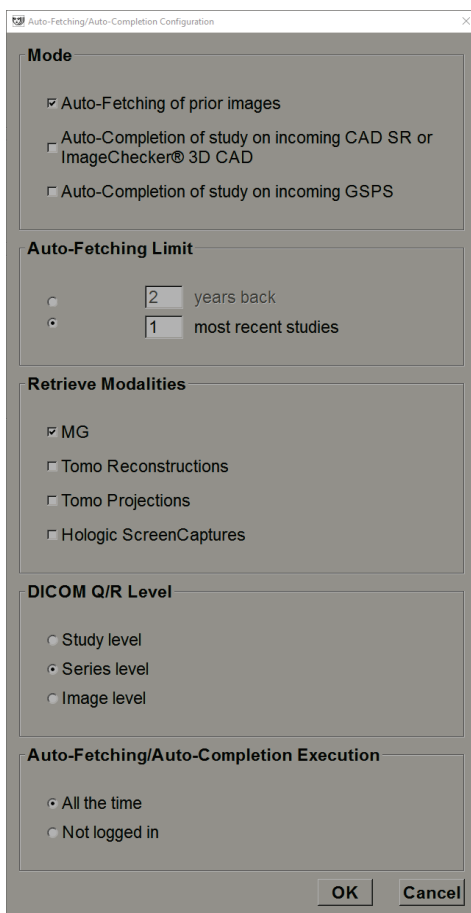 Auto-Fetching/Auto-Completion Configuration
Mode
Auto-Fetching of prior images
Auto-Completion of study on incoming CAD SR or
ImageChecker® 3D CAD
Auto-Completion of study on incoming GSPS
Auto-Fetching Limit
2 years back
1 most recent studies
Retrieve Modalities
MG
Tomo Reconstructions
Tomo Projections
Hologic ScreenCaptures
DICOM Q/R Level
Study level
Series level
Image level
Auto-Fetching/Auto-Completion Execution
All the time
Not logged in
OK Cancel